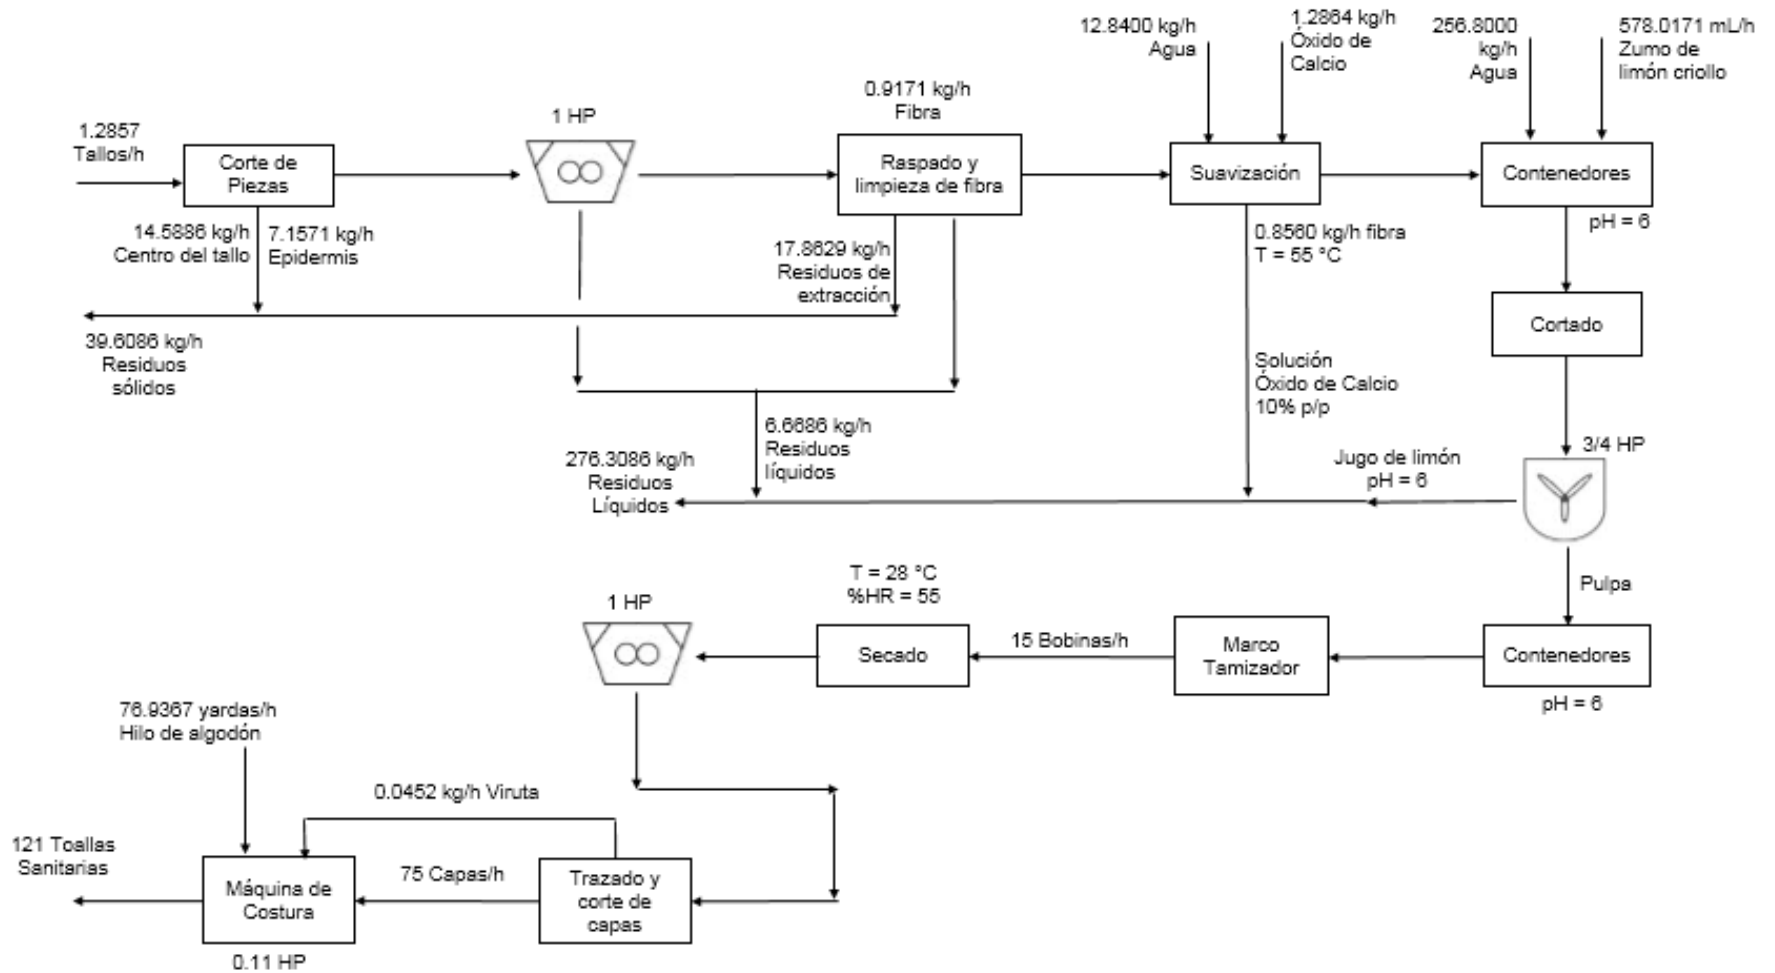 12.8400 kg/h
Agua
1.2864 kg/h
Óxido de
Calcio
256.8000
kg/h
Agua
578.0171 mL/h
Zumo de
limón criollo
1.2857
Tallos/h
Corte de
Piezas
1 HP
0.9171 kg/h
Fibra
Raspado y
limpieza de fibra
Suavización
Contenedores
pH = 6
14.5886 kg/h
Centro del tallo
7.1571 kg/h
Epidermis
17.8629 kg/h
Residuos de
extracción
0.8560 kg/h fibra
T = 55 °C
39.6086 kg/h
Residuos
sólidos
Cortado
Solución
Óxido de Calcio
10% p/p
6.6686 kg/h
Residuos
líquidos
276.3086 kg/h
Residuos
Líquidos
Jugo de limón
pH = 6
3/4 HP
Pulpa
Contenedores
pH = 6
Marco
Tamizador
15 Bobinas/h
T = 28 °C
%HR = 55
Secado
1 HP
76.9367 yardas/h
Hilo de algodón
0.0452 kg/h Viruta
121 Toallas
Sanitarias
Máquina de
Costura
0.11 HP
75 Capas/h
Trazado y
corte de
capas